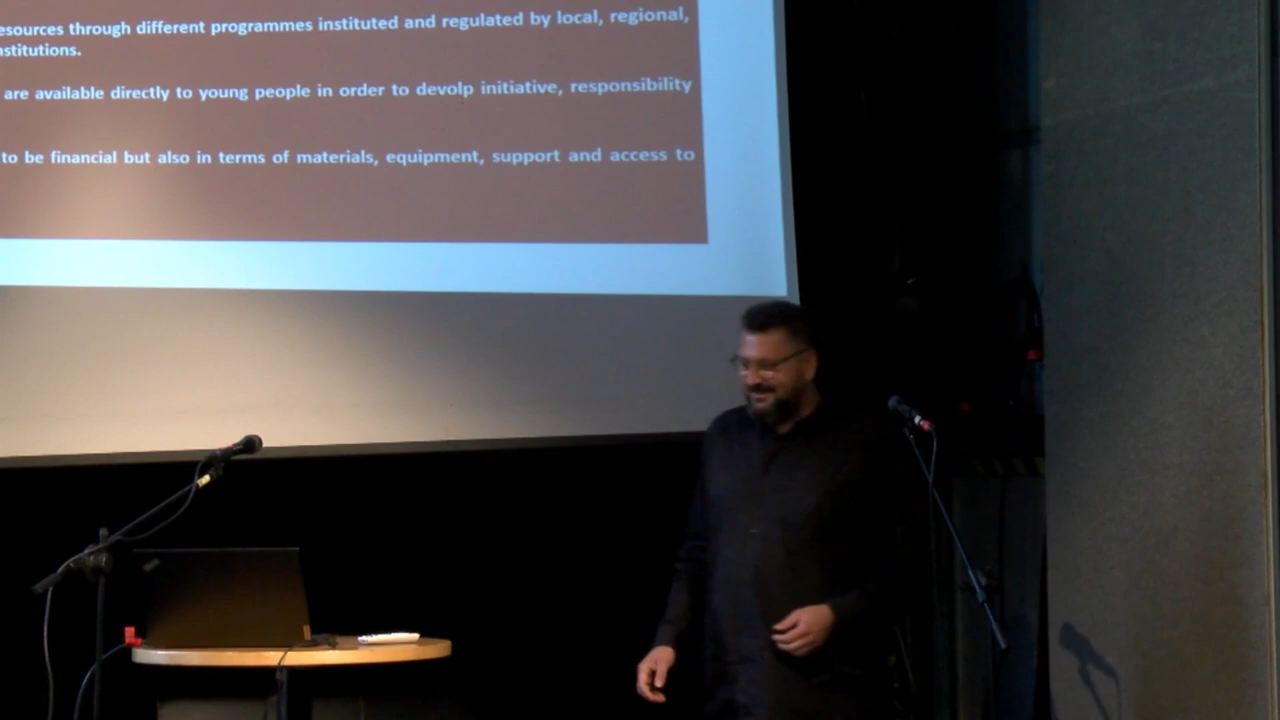 esources through different programmes instituted and regulated by local, regional,
nstitutions.
are available directly to young people in order to devolp initiative, responsibility
to be financial but also in terms of materials, equipment, support and access to